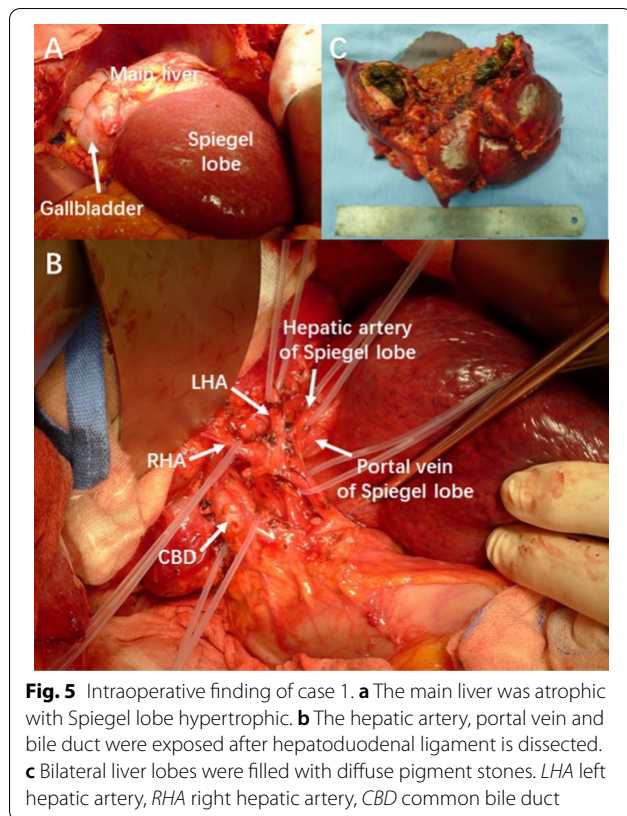 A
Main liver
Spiegel
lobe
Gallbladder
C
B
Hepatic artery
of Spiegel lobe
LHA
RHA
Portal vein
of Spiegel lobe
CBD
Fig. 5 Intraoperative finding of case 1. a The main liver was atrophic
with Spiegel lobe hypertrophic. b The hepatic artery, portal vein and
bile duct were exposed after hepatoduodenal ligament is dissected.
c Bilateral liver lobes were filled with diffuse pigment stones. LHA left
hepatic artery, RHA right hepatic artery, CBD common bile duct